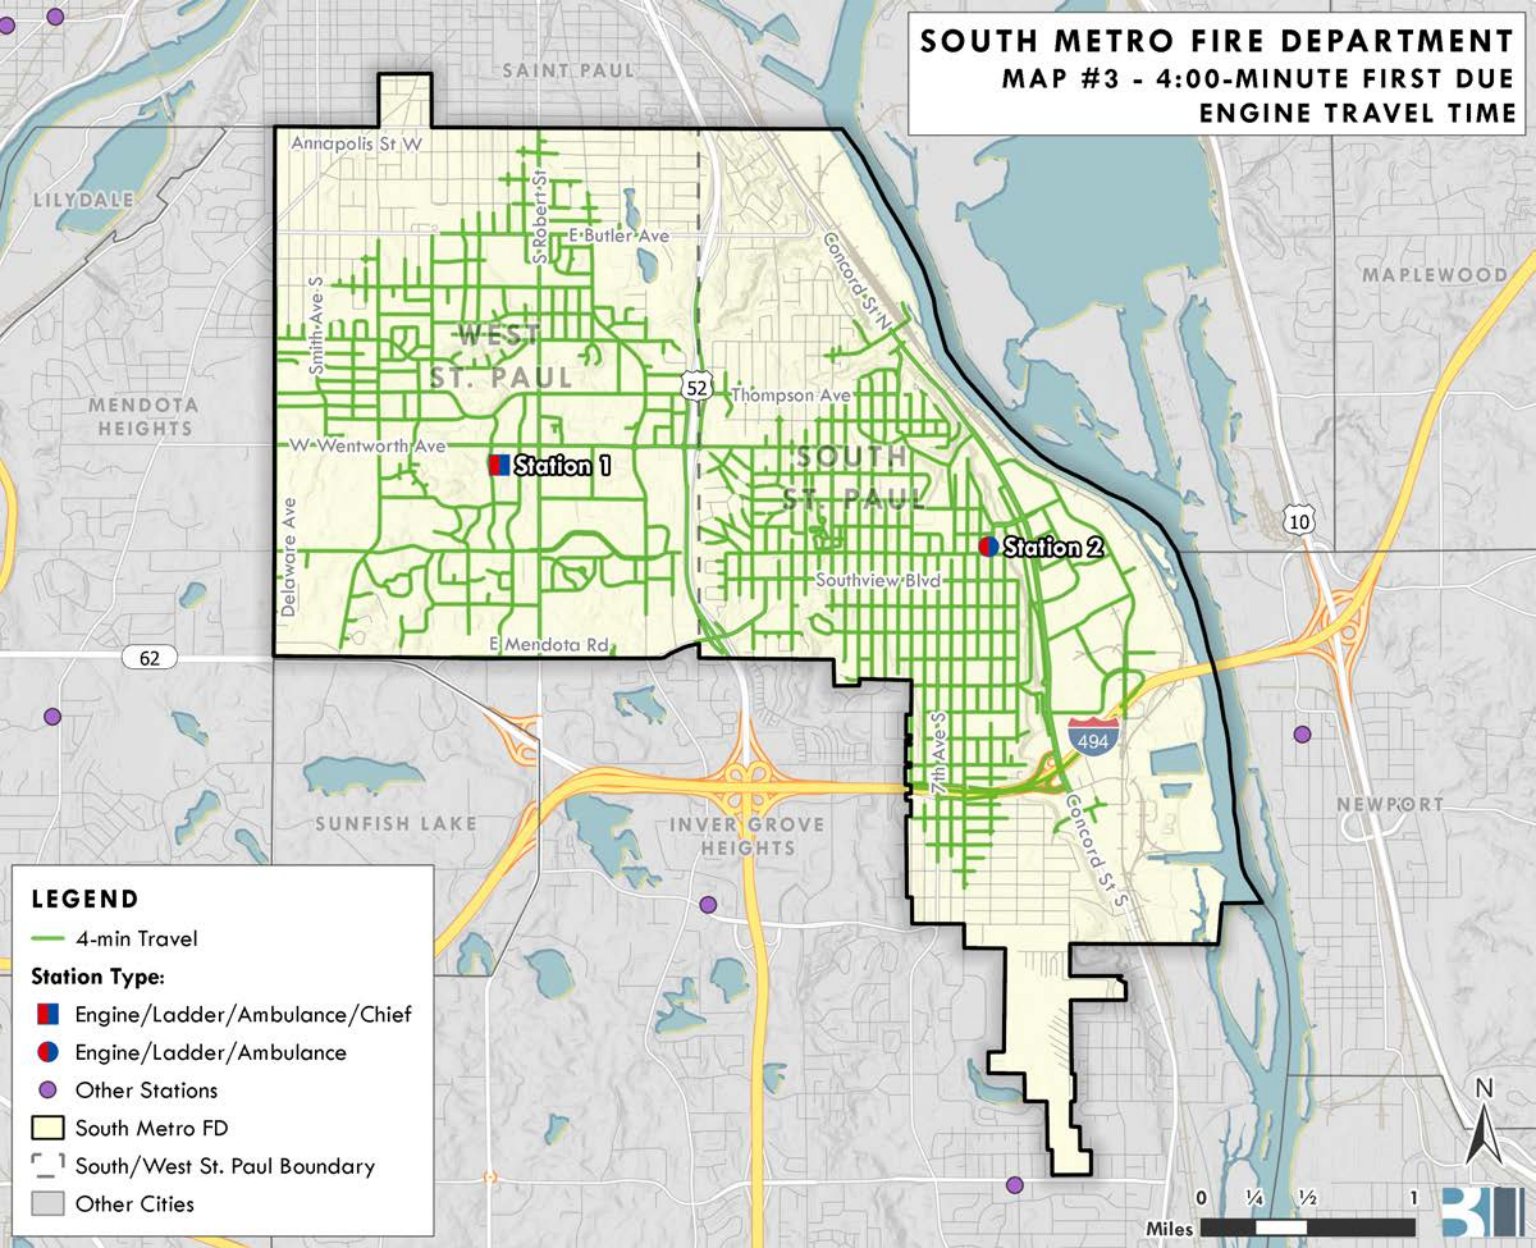 SOUTH METRO FIRE DEPARTMENT
MAP #3 - 4:00-MINUTE FIRST DUE
ENGINE TRAVEL TIME
SAINT PAUL
Annapolis St W
LILYDALE
S Robert St
E Butler Ave
Concord St N
MAPLEWOOD
Smith Ave S
WEST
ST. PAUL
52
Thompson Ave
MENDOTA
HEIGHTS
W Wentworth Ave
Station 1
SOUTH
ST. PAUL
10
Delaware Ave
Station 2
Southview Blvd
E Mendota Rd
62
7th Ave S
494
SUNFISH LAKE
INVER GROVE
HEIGHTS
Concord St S
NEWPORT
LEGEND
4-min Travel
Station Type:
Engine/Ladder/Ambulance/Chief
Engine/Ladder/Ambulance
Other Stations
South Metro FD
South/West St. Paul Boundary
Other Cities
N
0 ¼ ½ 1
Miles